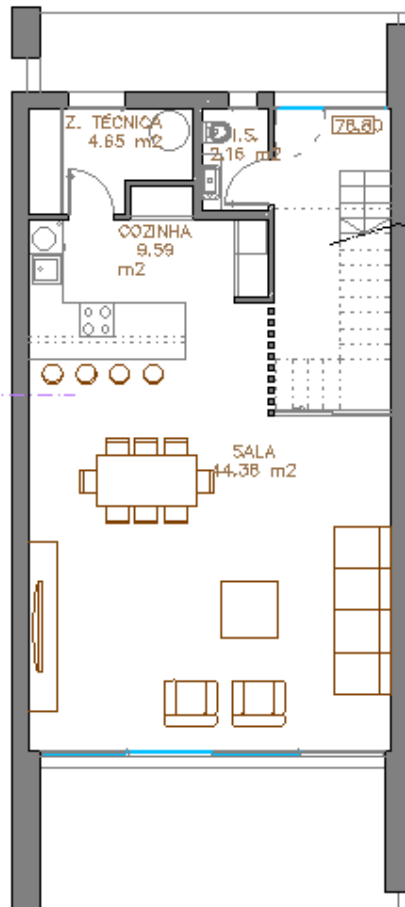 Z. TÉCNICA
4.65 m2
I.S.
2.16 m2
78.80
COZINHA
9.59
m2
SALA
44.38 m2